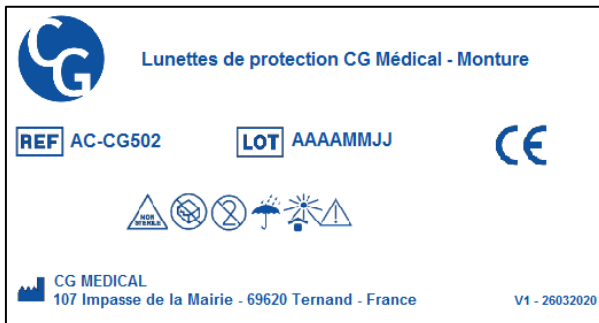 CG
Lunettes de protection CG Médical - Monture
REF AC-CG502 LOT AAAAMMJJ CE
NON STERILE 2
CG MEDICAL
107 Impasse de la Mairie - 69620 Ternand - France V1 - 26032020